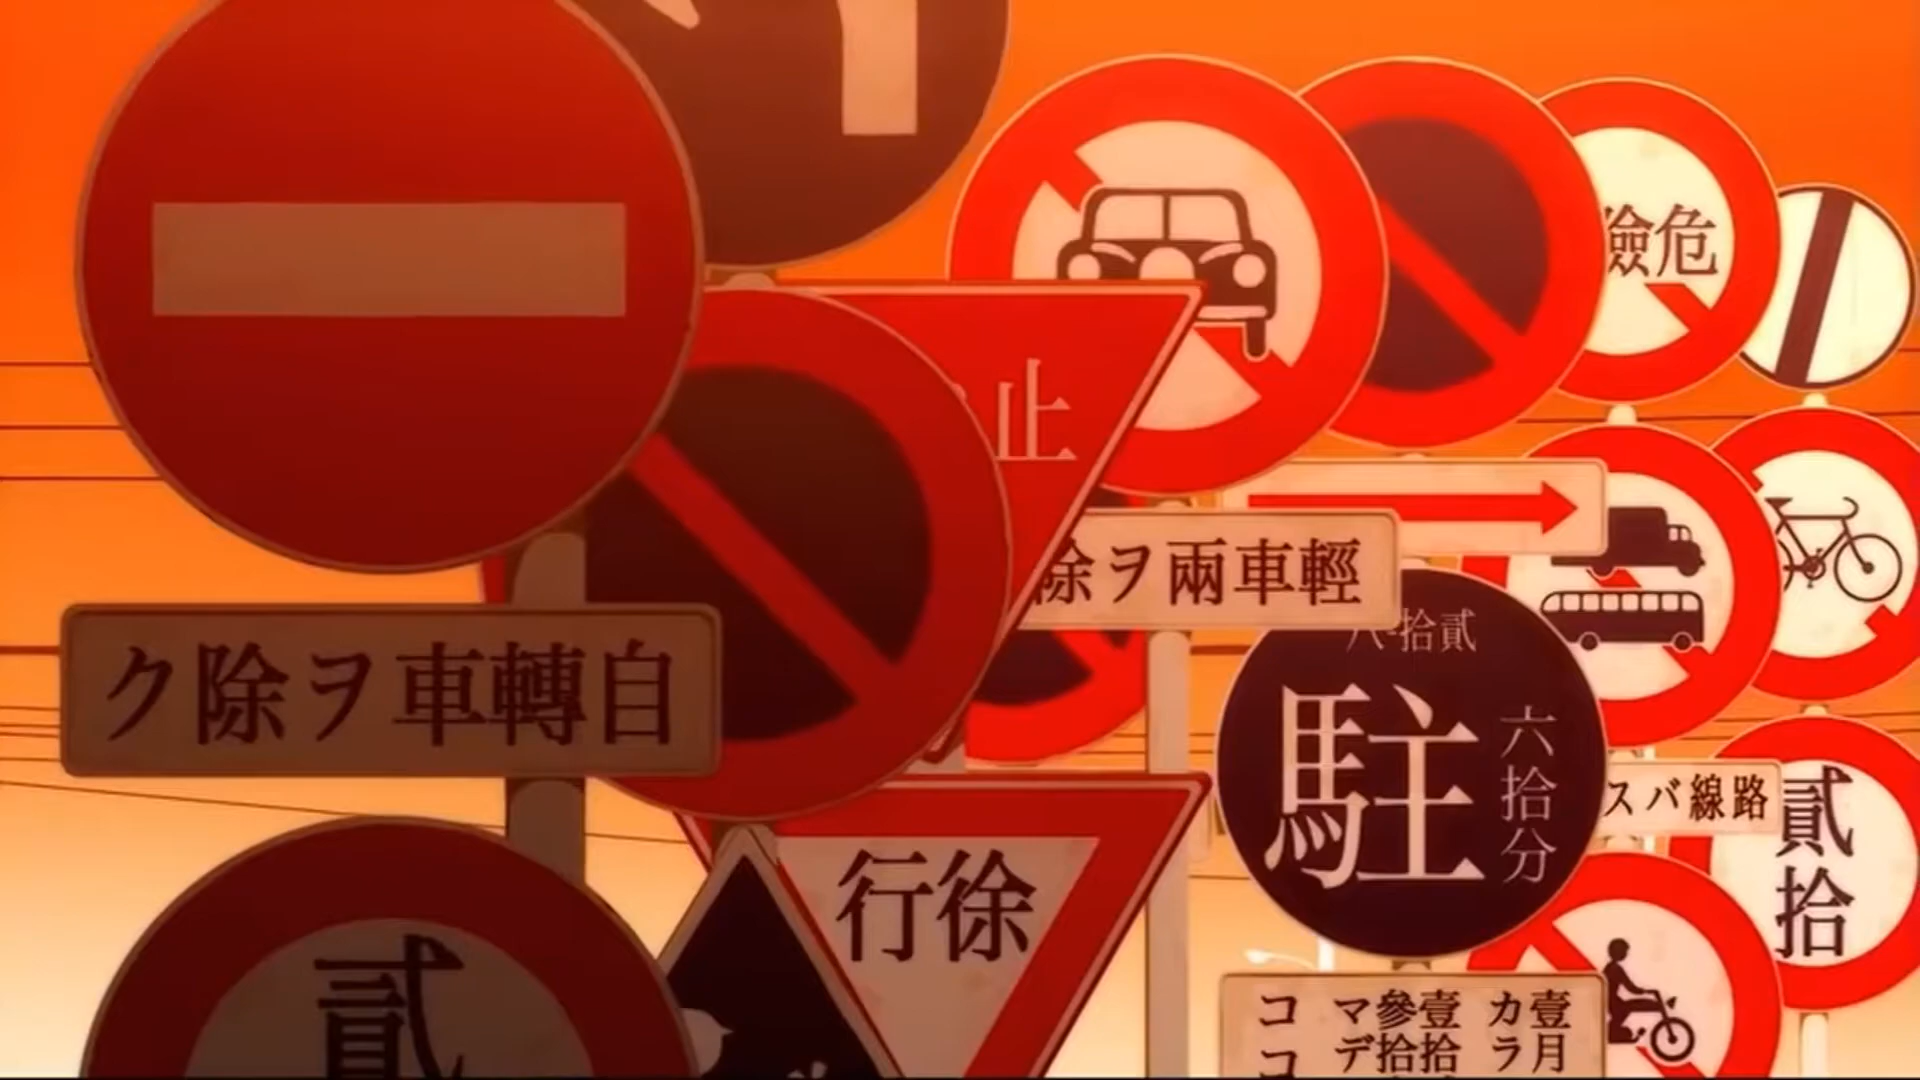 自轉車ヲ除ク
貳
止
輕車兩ヲ除
徐行
危險
貳拾-八
駐
六拾分
路線バス
貳拾
壹月
カラ
壹拾
參拾
マデ
ココ